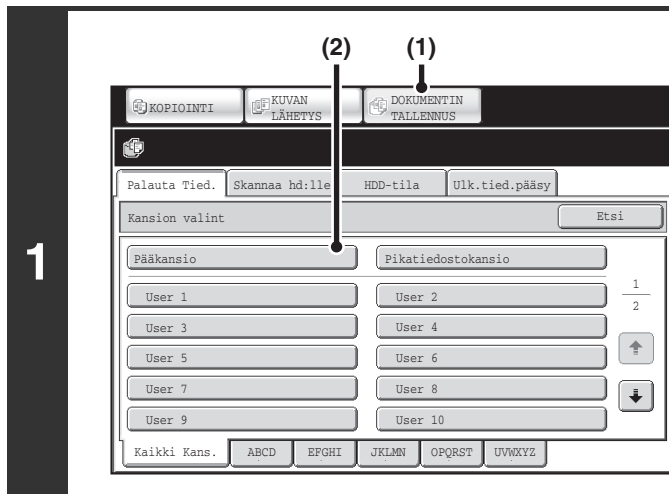 1
(2) (1)
KOPIOINTI
KUVAN
LÄHETYS
DOKUMENTIN
TALLENNUS
Palauta Tied. Skannaa hd:lle HDD-tila Ulk.tied.pääsy
Kansion valint Etsi
Pääkansio Pikatiedostokansio
User 1 User 2
User 3 User 4
User 5 User 6
User 7 User 8
User 9 User 10
1
2
Kaikki Kans. ABCD EFGHI JKLMN OPQRST UVWXYZ